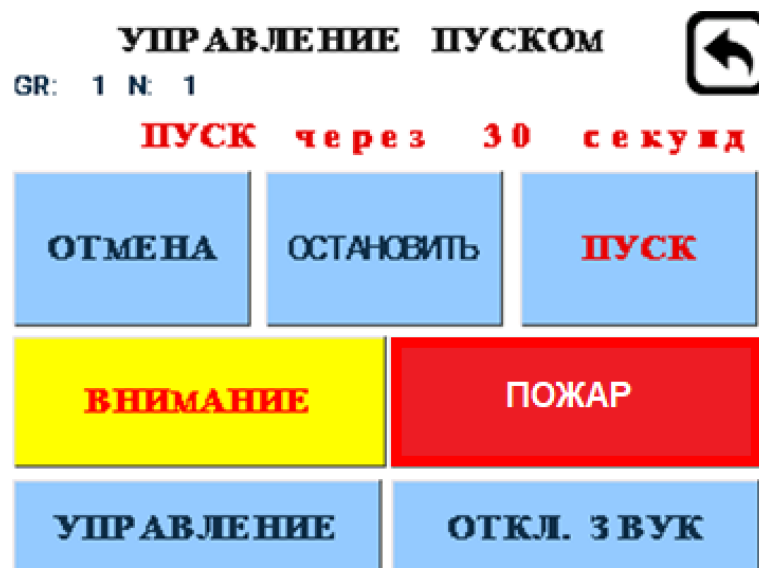 УПРАВЛЕНИЕ ПУСКОМ
GR: 1 N: 1
ПУСК через 30 секунд
ОТМЕНА ОСТАНОВИТЬ ПУСК
ВНИМАНИЕ ПОЖАР
УПРАВЛЕНИЕ ОТКЛ. ЗВУК